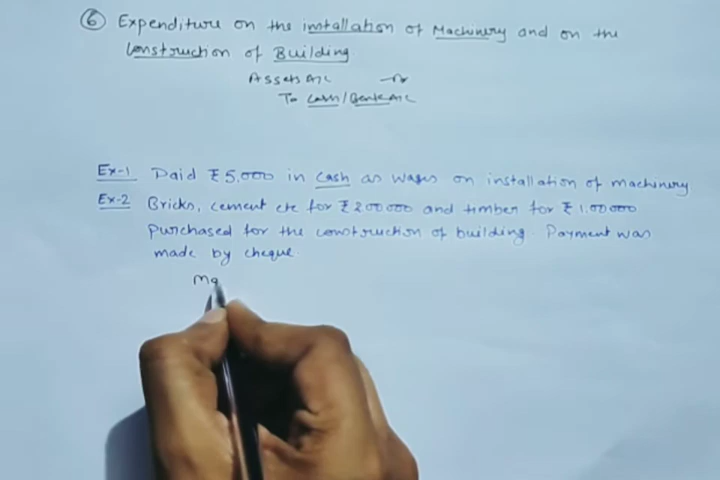 ⑥ Expenditure on the installation of Machinery and on the
Construction of Building
Assets A/c Dr
To Cash/Bank A/c
Ex-1 Paid ₹5,000 in cash as wages on installation of machinery
Ex-2 Bricks, cement etc for ₹200000 and timber for ₹1,00000
purchased for the construction of building. Payment was
made by cheque.
Ma